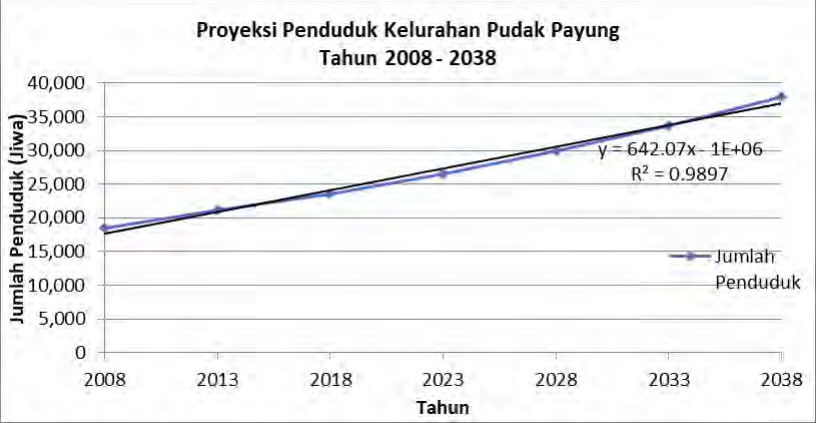 Proyeksi Penduduk Kelurahan Pudak Payung
Tahun 2008 - 2038
Jumlah Penduduk (Jiwa)
40,000
35,000
30,000
25,000
20,000
15,000
10,000
5,000
0
y = 642.07x - 1E+06
R² = 0.9897
Jumlah
Penduduk
2008 2013 2018 2023 2028 2033 2038
Tahun